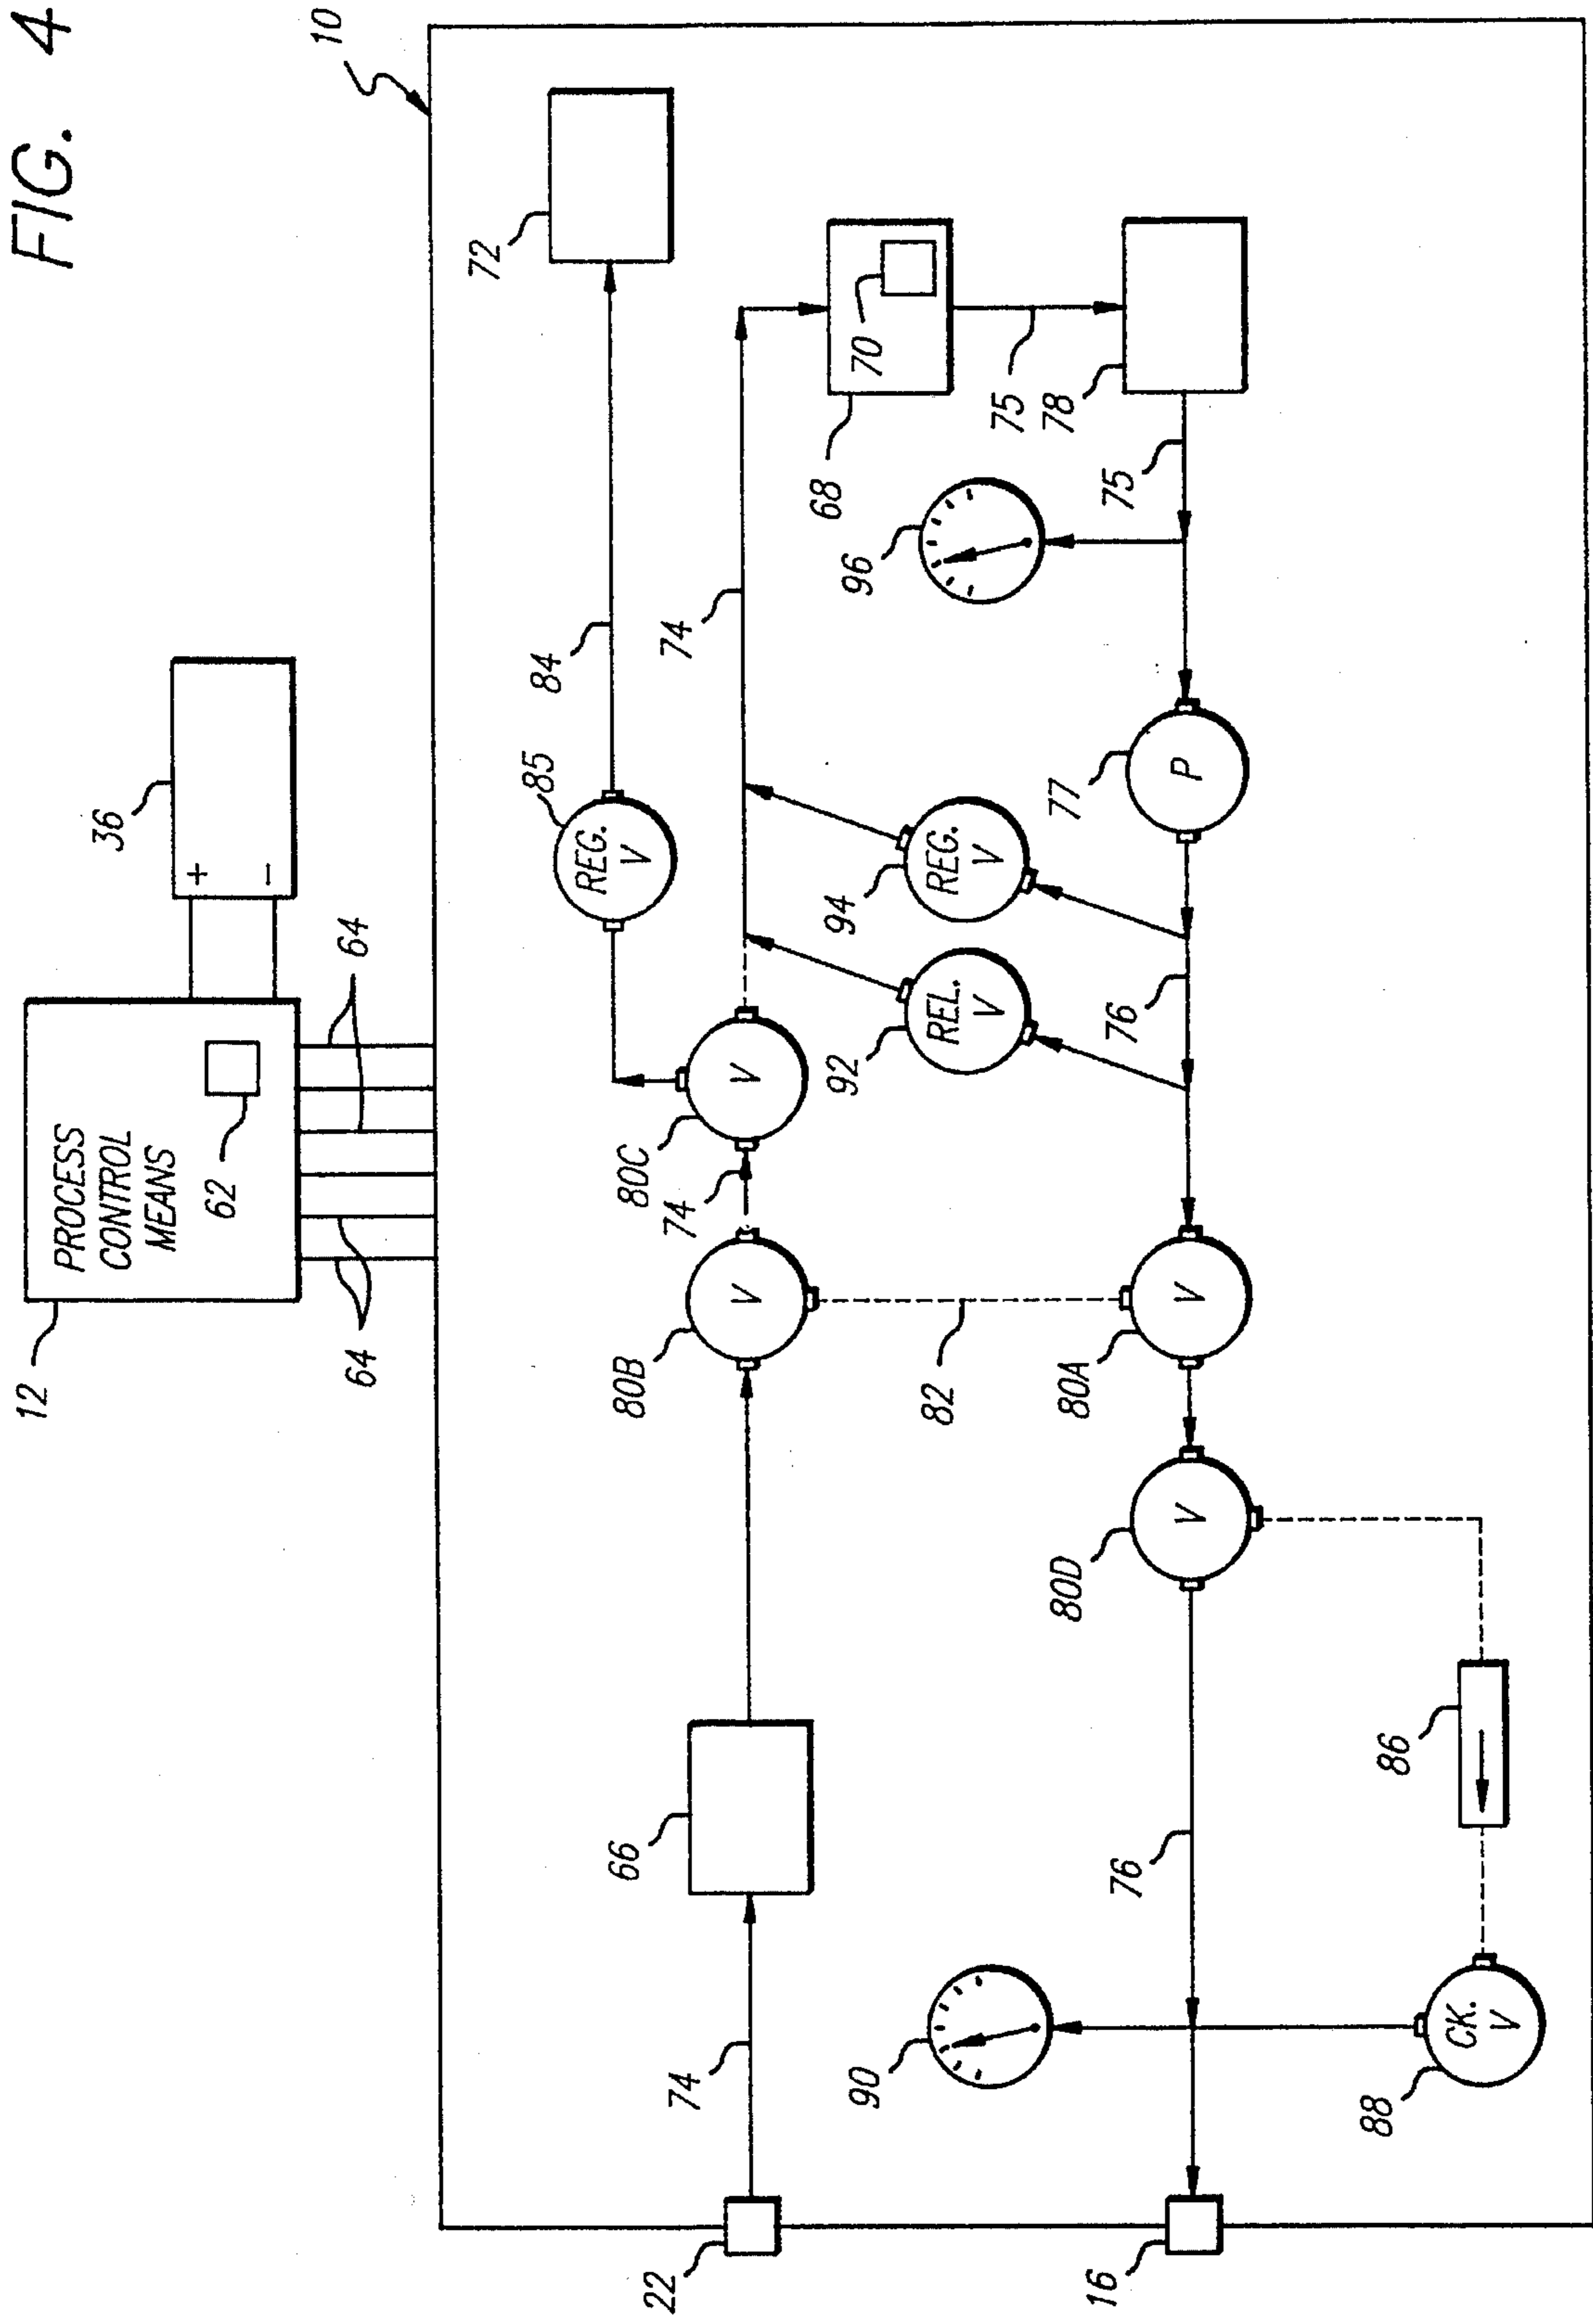 FIG. 4
10
12
PROCESS
CONTROL
MEANS
62
64
64
64
+
−
36
72
84
85
REG.
V
74
80C
V
74
80B
V
68
70
75
78
75
96
94
REG.
V
92
REL.
V
77
P
76
82
80A
V
80D
V
66
74
76
86
90
88
CK.
V
22
16